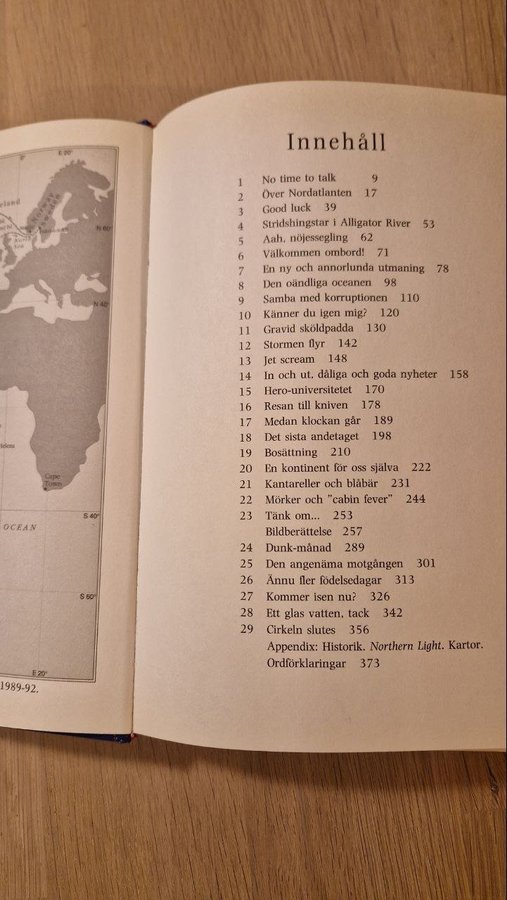 E 20°
0°
Norway
Sweden
N 60°
N 40°
Cape
Town
S 40°
OCEAN
S 60°
E 20°
1989-92.
Innehåll
1 No time to talk 9
2 Över Nordatlanten 17
3 Good luck 39
4 Stridshingstar i Alligator River 53
5 Aah, nöjessegling 62
6 Välkommen ombord! 71
7 En ny och annorlunda utmaning 78
8 Den oändliga oceanen 98
9 Samba med korruptionen 110
10 Känner du igen mig? 120
11 Gravid sköldpadda 130
12 Stormen flyr 142
13 Jet scream 148
14 In och ut, dåliga och goda nyheter 158
15 Hero-universitetet 170
16 Resan till kniven 178
17 Medan klockan går 189
18 Det sista andetaget 198
19 Bosättning 210
20 En kontinent för oss själva 222
21 Kantareller och blåbär 231
22 Mörker och "cabin fever" 244
23 Tänk om... 253
Bildberättelse 257
24 Dunk-månad 289
25 Den angenäma motgången 301
26 Ännu fler födelsedagar 313
27 Kommer isen nu? 326
28 Ett glas vatten, tack 342
29 Cirkeln slutes 356
Appendix: Historik. Northern Light. Kartor.
Ordförklaringar 373